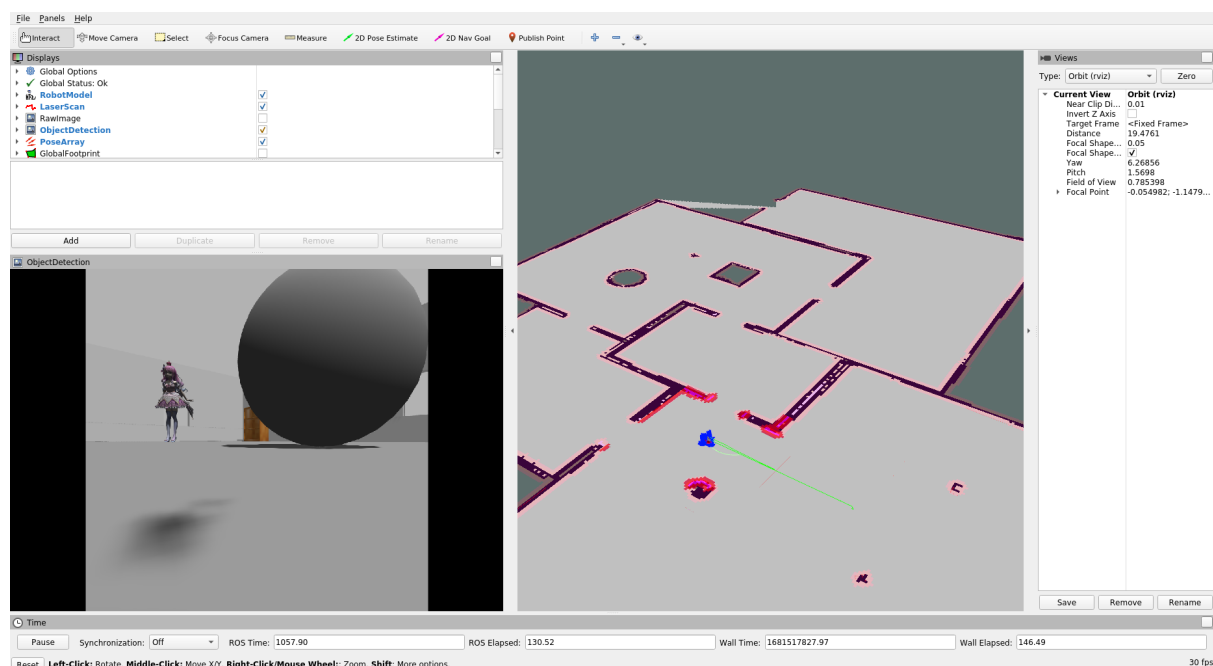 File Panels Help
Interact Move Camera Select Focus Camera Measure 2D Pose Estimate 2D Nav Goal Publish Point
Displays
Global Options
Global Status: Ok
RobotModel
LaserScan
RawImage
ObjectDetection
PoseArray
GlobalFootprint
Add Duplicate Remove Rename
ObjectDetection
Views
Type: Orbit (rviz) Zero
Current View Orbit (rviz)
Near Clip Di... 0.01
Invert Z Axis
Target Frame <Fixed Frame>
Distance 19.4761
Focal Shape... 0.05
Focal Shape...
Yaw 6.26856
Pitch 1.5698
Field of View 0.785398
Focal Point -0.054982; -1.1479...
Save Remove Rename
Time
Pause Synchronization: Off ROS Time: 1057.90 ROS Elapsed: 130.52 Wall Time: 1681517827.97 Wall Elapsed: 146.49
Reset Left-Click: Rotate. Middle-Click: Move X/Y. Right-Click/Mouse Wheel:: Zoom. Shift: More options. 30 fps